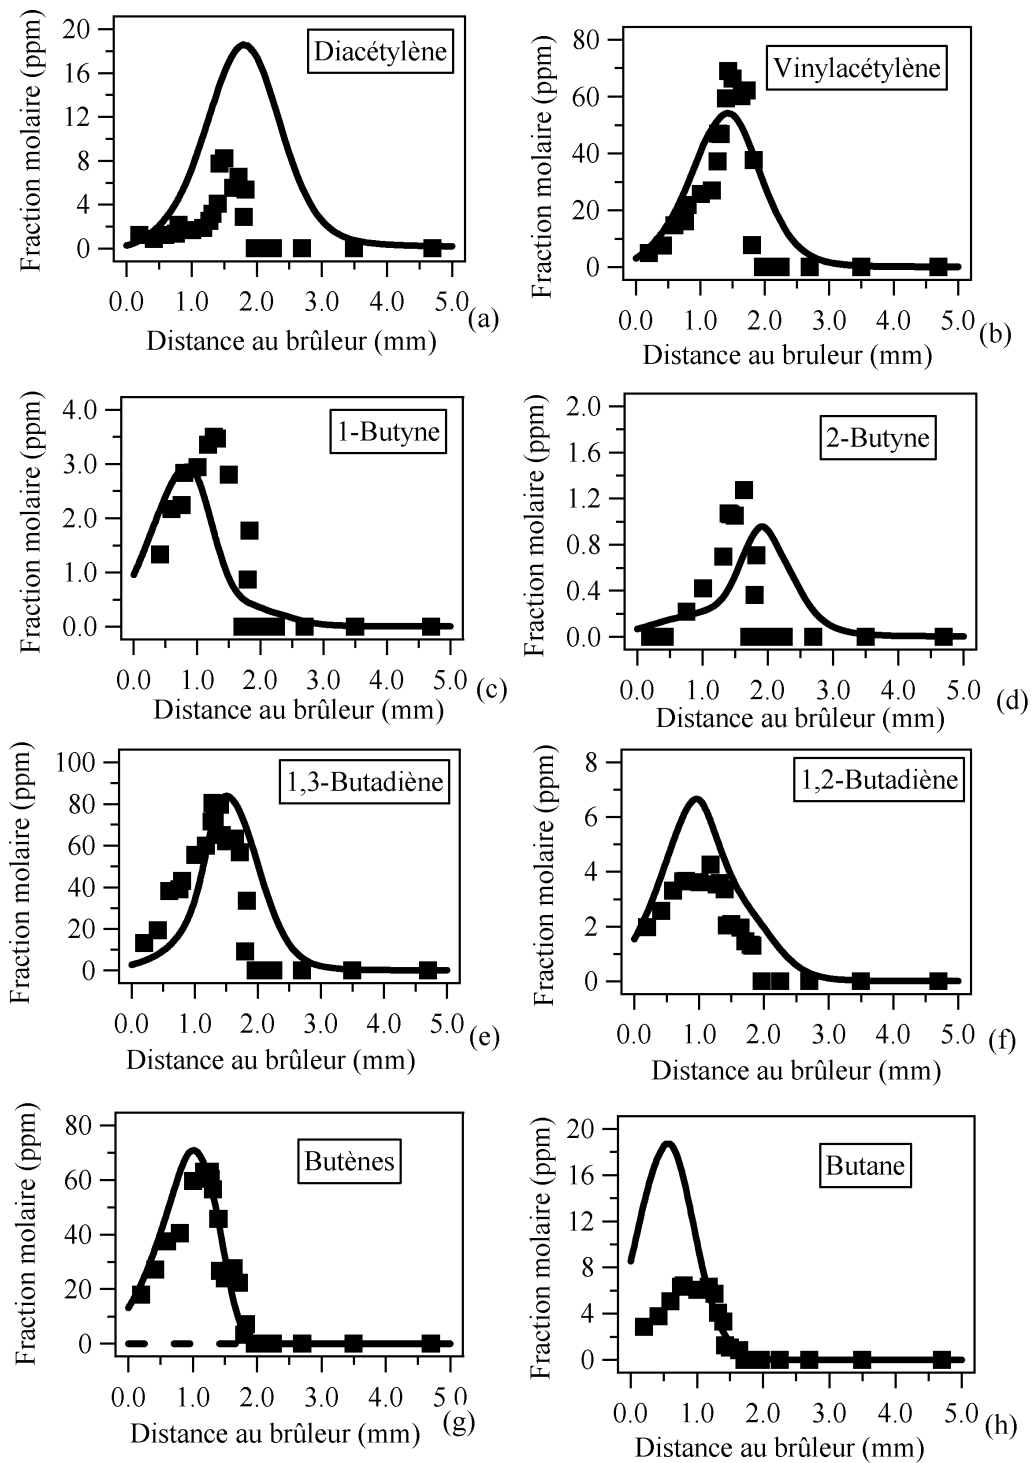 Fraction molaire (ppm)
20
16
12
8
4
0
Diacétylène
0.0 1.0 2.0 3.0 4.0 5.0
(a)
Distance au brûleur (mm)
Fraction molaire (ppm)
80
60
40
20
0
Vinylacétylène
0.0 1.0 2.0 3.0 4.0 5.0
(b)
Distance au bruleur (mm)
Fraction molaire (ppm)
4.0
3.0
2.0
1.0
0.0
1-Butyne
0.0 1.0 2.0 3.0 4.0 5.0
(c)
Distance au brûleur (mm)
Fraction molaire (ppm)
2.0
1.6
1.2
0.8
0.4
0.0
2-Butyne
0.0 1.0 2.0 3.0 4.0 5.0
(d)
Distance au brûleur (mm)
Fraction molaire (ppm)
100
80
60
40
20
0
1,3-Butadiène
0.0 1.0 2.0 3.0 4.0 5.0
(e)
Distance au brûleur (mm)
Fraction molaire (ppm)
8
6
4
2
0
1,2-Butadiène
0.0 1.0 2.0 3.0 4.0 5.0
(f)
Distance au brûleur (mm)
Fraction molaire (ppm)
80
60
40
20
0
Butènes
0.0 1.0 2.0 3.0 4.0 5 0
(g)
Distance au brûleur (mm)
Fraction molaire (ppm)
20
16
12
8
4
0
Butane
0.0 1.0 2.0 3.0 4.0 5.0
(h)
Distance au brûleur (mm)